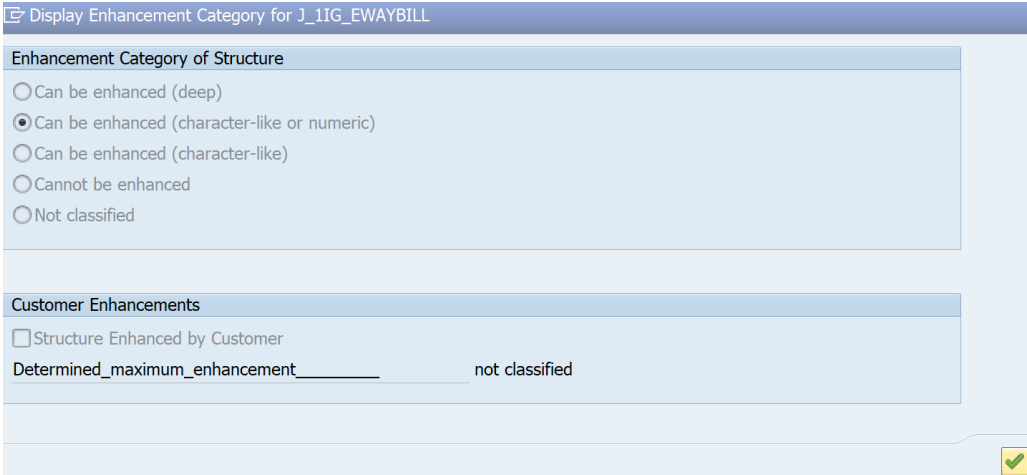 Display Enhancement Category for J_1IG_EWAYBILL
Enhancement Category of Structure
Can be enhanced (deep)
Can be enhanced (character-like or numeric)
Can be enhanced (character-like)
Cannot be enhanced
Not classified
Customer Enhancements
Structure Enhanced by Customer
Determined_maximum_enhancement_________ not classified